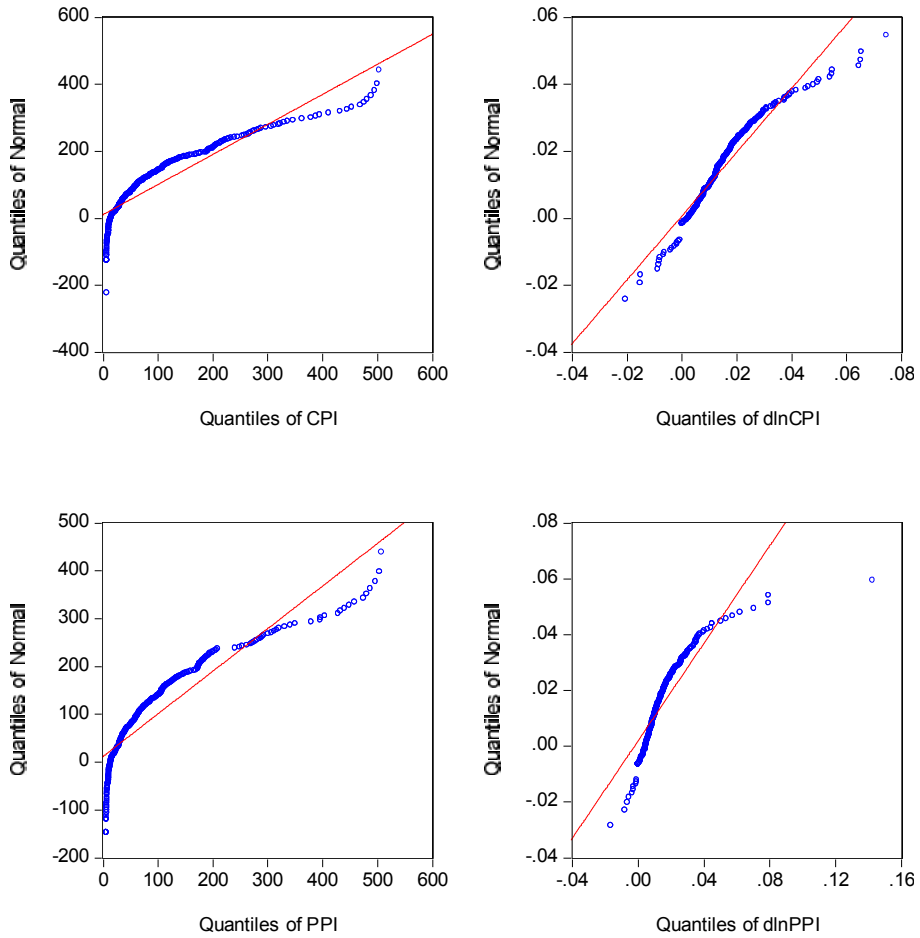 600
400
200
0
-200
-400
Quantiles of Normal
0 100 200 300 400 500 600
Quantiles of CPI
.06
.04
.02
.00
-.02
-.04
Quantiles of Normal
-.04 -.02 .00 .02 .04 .06 .08
Quantiles of dlnCPI
500
400
300
200
100
0
-100
-200
Quantiles of Normal
0 100 200 300 400 500 600
Quantiles of PPI
.08
.06
.04
.02
.00
-.02
-.04
Quantiles of Normal
-.04 .00 .04 .08 .12 .16
Quantiles of dlnPPI